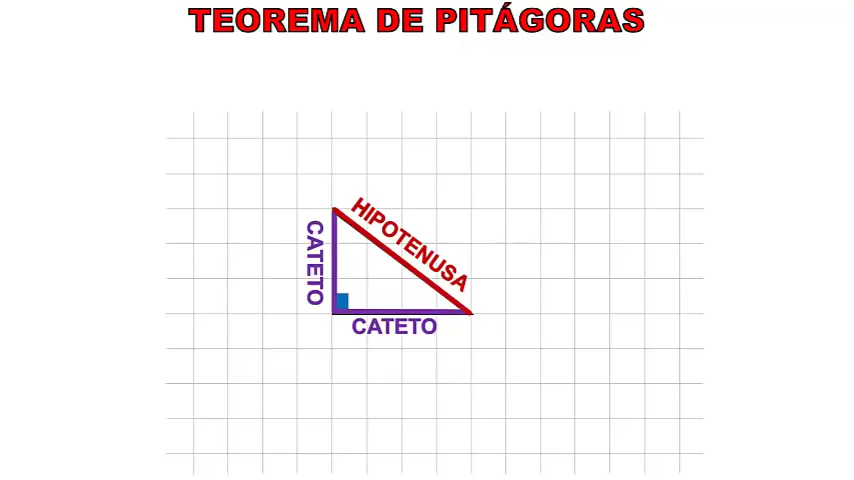 TEOREMA DE PITÁGORAS
HIPOTENUSA
CATETO
CATETO